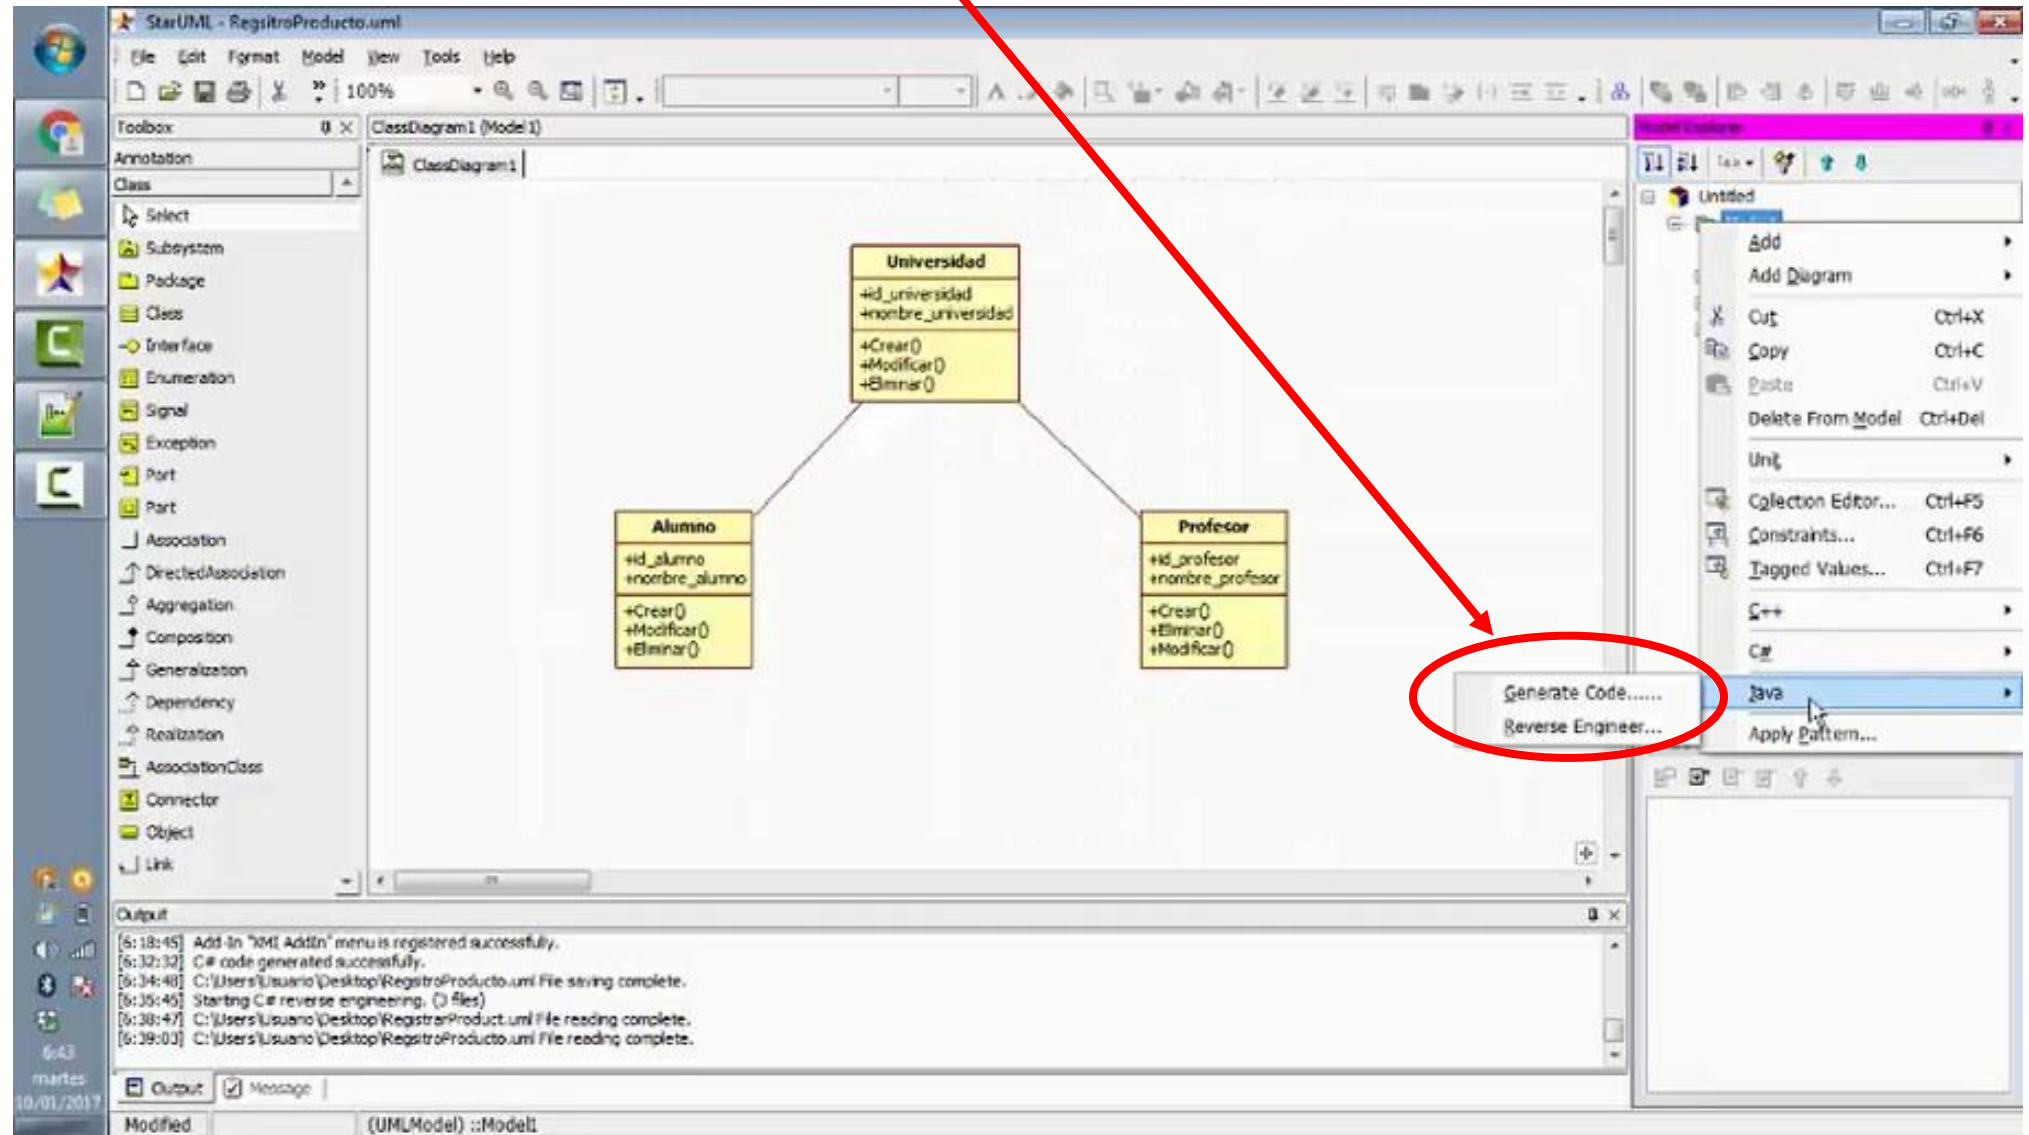 StarUML - RegsitroProducto.uml
File Edit Format Model View Tools Help
100%
Toolbox
ClassDiagram1 (Model1)
Model Explorer
Annotation
Class
ClassDiagram1
Select
Subsystem
Package
Class
Interface
Enumeration
Signal
Exception
Port
Part
Association
DirectedAssociation
Aggregation
Composition
Generalization
Dependency
Realization
AssociationClass
Connector
Object
Link
Universidad
+id_universidad
+nombre_universidad
+Crear()
+Modificar()
+Eliminar()
Alumno
+id_alumno
+nombre_alumno
+Crear()
+Modificar()
+Eliminar()
Profesor
+id_profesor
+nombre_profesor
+Crear()
+Eliminar()
+Modificar()
Untitled
Add
Add Diagram
Cut Ctrl+X
Copy Ctrl+C
Paste Ctrl+V
Delete From Model Ctrl+Del
Unit
Collection Editor... Ctrl+F5
Constraints... Ctrl+F6
Tagged Values... Ctrl+F7
C++
C#
Java
Apply Pattern...
Generate Code......
Reverse Engineer...
Output
[6:18:45] Add-In "XMI AddIn" menu is registered successfully.
[6:32:32] C# code generated successfully.
[6:34:48] C:\Users\Usuario\Desktop\RegsitroProducto.uml File saving complete.
[6:35:45] Starting C# reverse engineering. (3 files)
[6:38:47] C:\Users\Usuario\Desktop\RegistrarProduct.uml File reading complete.
[6:39:03] C:\Users\Usuario\Desktop\RegsitroProducto.uml File reading complete.
Output Message
Modified (UMLModel) ::Model1
6:43
martes
10/01/2017